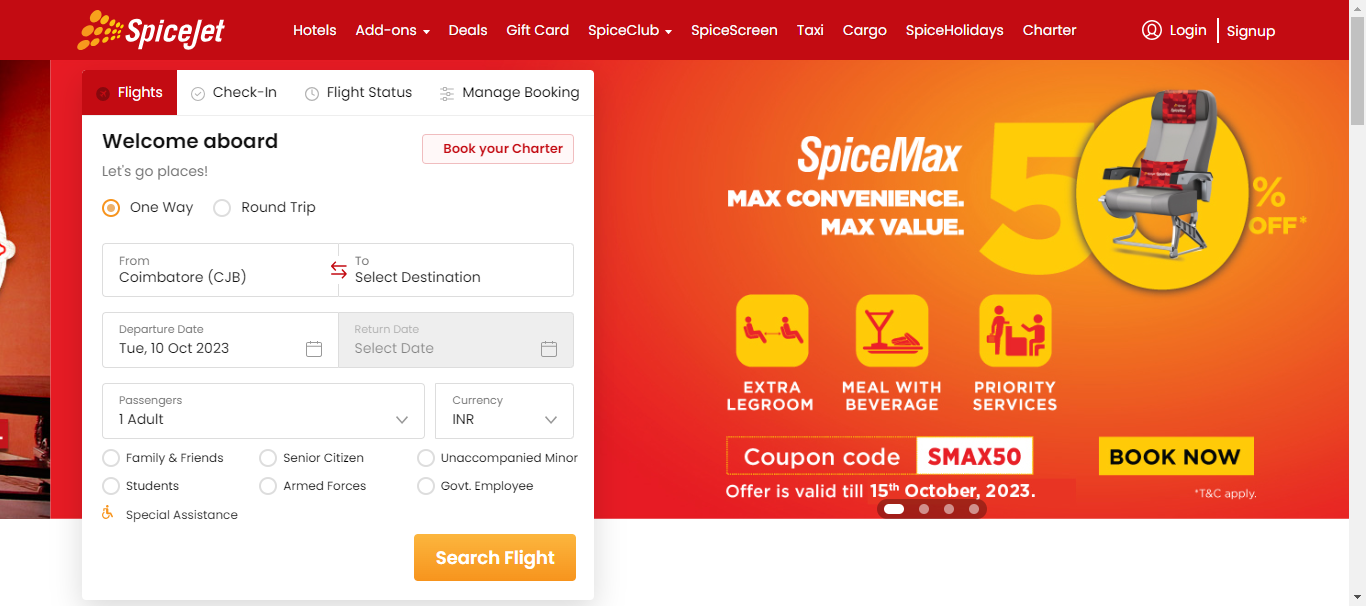 SpiceJet
Hotels Add-ons Deals Gift Card SpiceClub SpiceScreen Taxi Cargo SpiceHolidays Charter
Login Signup
Flights Check-In Flight Status Manage Booking
Welcome aboard
Book your Charter
Let's go places!
One Way Round Trip
From
Coimbatore (CJB)
To
Select Destination
Departure Date
Tue, 10 Oct 2023
Return Date
Select Date
Passengers
1 Adult
Currency
INR
Family & Friends Senior Citizen Unaccompanied Minor
Students Armed Forces Govt. Employee
Special Assistance
Search Flight
SpiceMax
MAX CONVENIENCE.
MAX VALUE.
50
%
OFF*
EXTRA
LEGROOM
MEAL WITH
BEVERAGE
PRIORITY
SERVICES
Coupon code SMAX50
BOOK NOW
Offer is valid till 15th October, 2023.
*T&C apply.